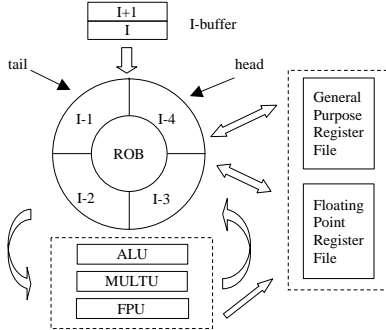 I+1
I
I-buffer
tail
head
I-1
I-4
ROB
I-2
I-3
General
Purpose
Register
File
Floating
Point
Register
File
ALU
MULTU
FPU